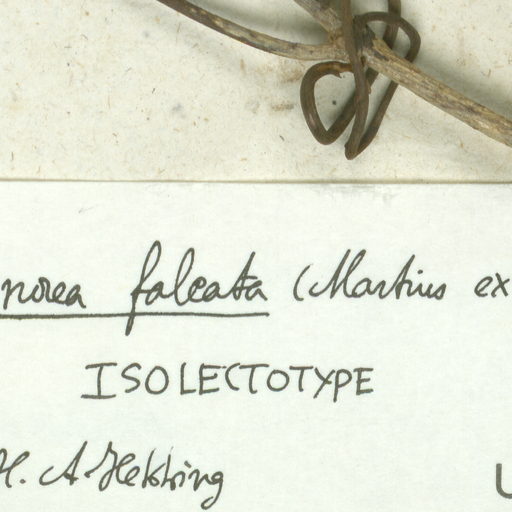 norea falcata (Martius ex
ISOLECTOTYPE
H. A. Hekking
U